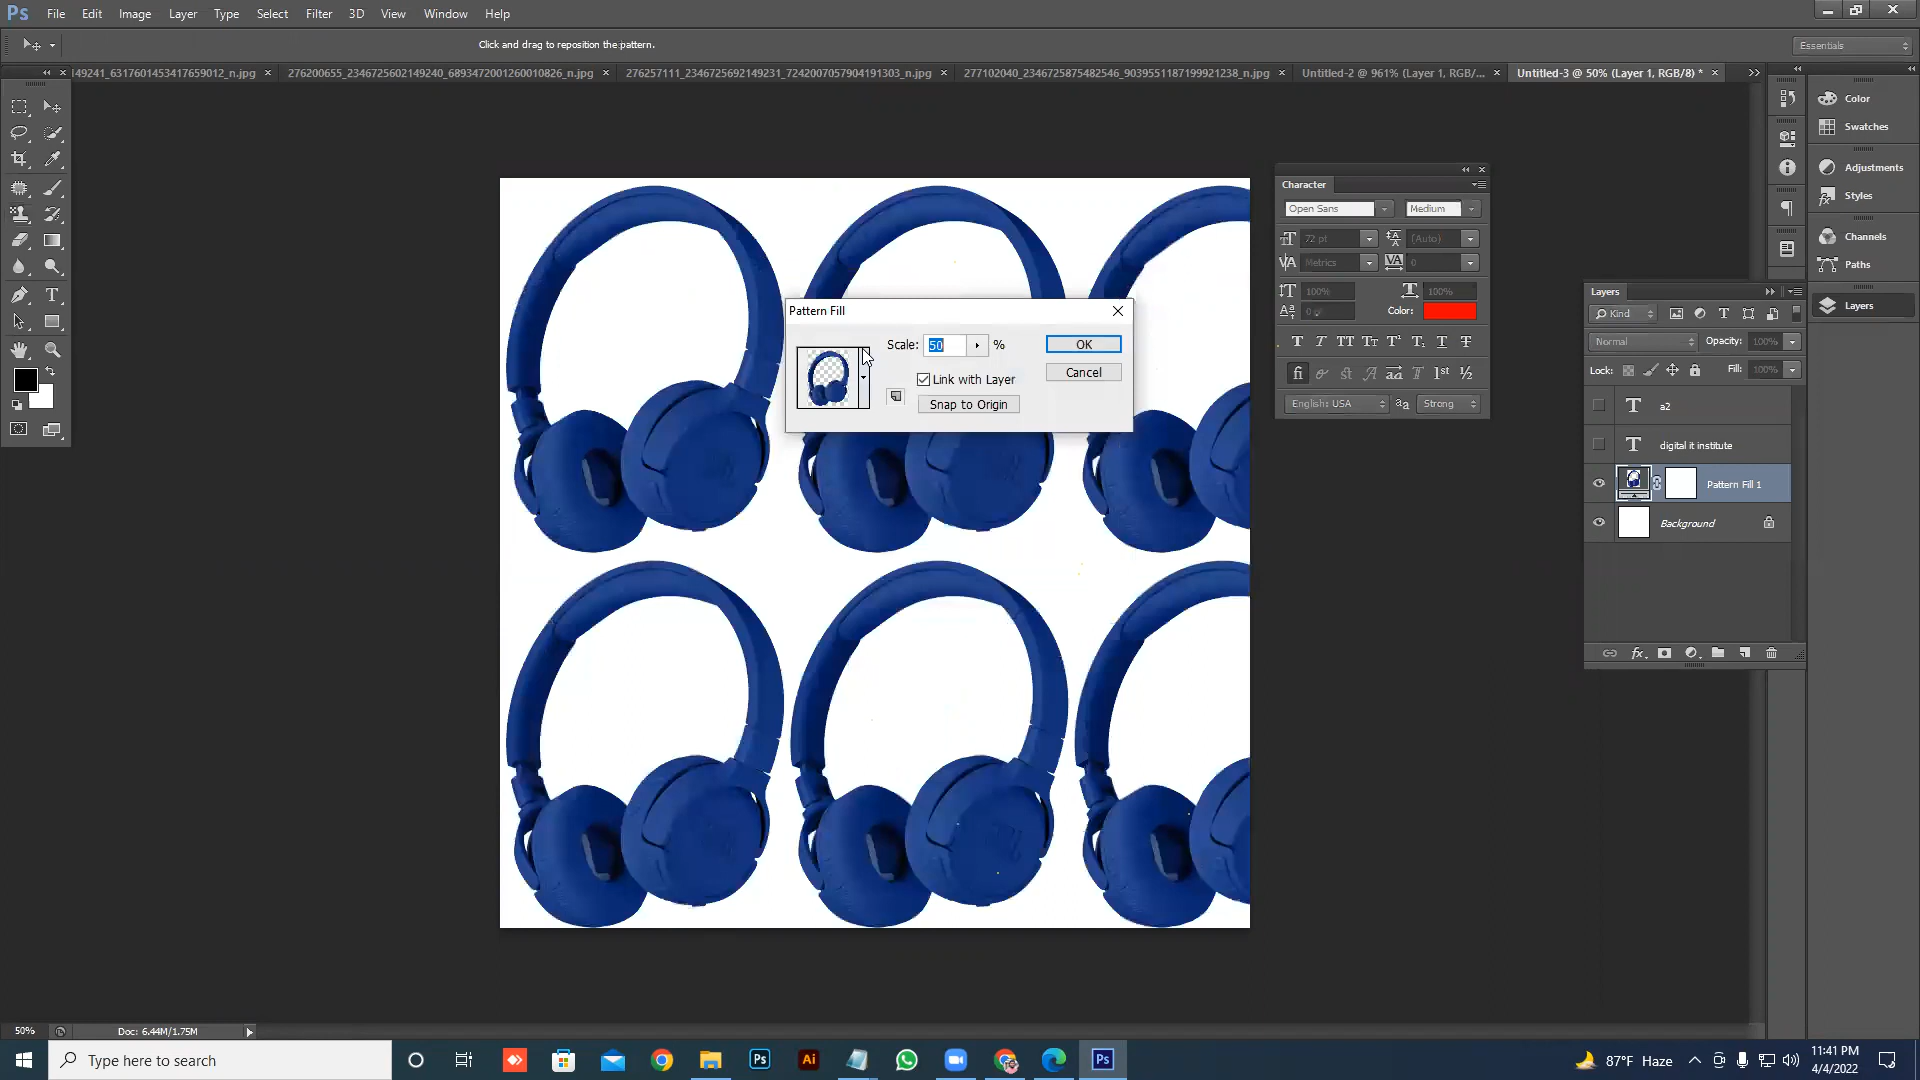 Ps File Edit Image Layer Type Select Filter 3D View Window Help
Click and drag to reposition the pattern.
Essentials
149241_6317601453417659012_n.jpg × 276200655_2346725602149240_6893472001260010826_n.jpg × 276257111_2346725692149231_7242007057904191303_n.jpg × 277102040_2346725875482546_9039551187199921238_n.jpg × Untitled-2 @ 961% (Layer 1, RGB/... × Untitled-3 @ 50% (Layer 1, RGB/8) * ×
Color
Swatches
Adjustments
Styles
Channels
Paths
Layers
Character
Open Sans Medium
72 pt (Auto)
Metrics 0
100% 100%
Color:
English: USA Strong
Pattern Fill
Scale: 50 % OK
Link with Layer Cancel
Snap to Origin
Layers
Kind
Normal Opacity: 100%
Lock: Fill: 100%
a2
digital it institute
Pattern Fill 1
Background
50% Doc: 6.44M/1.75M
Type here to search
87°F Haze
11:41 PM
4/4/2022